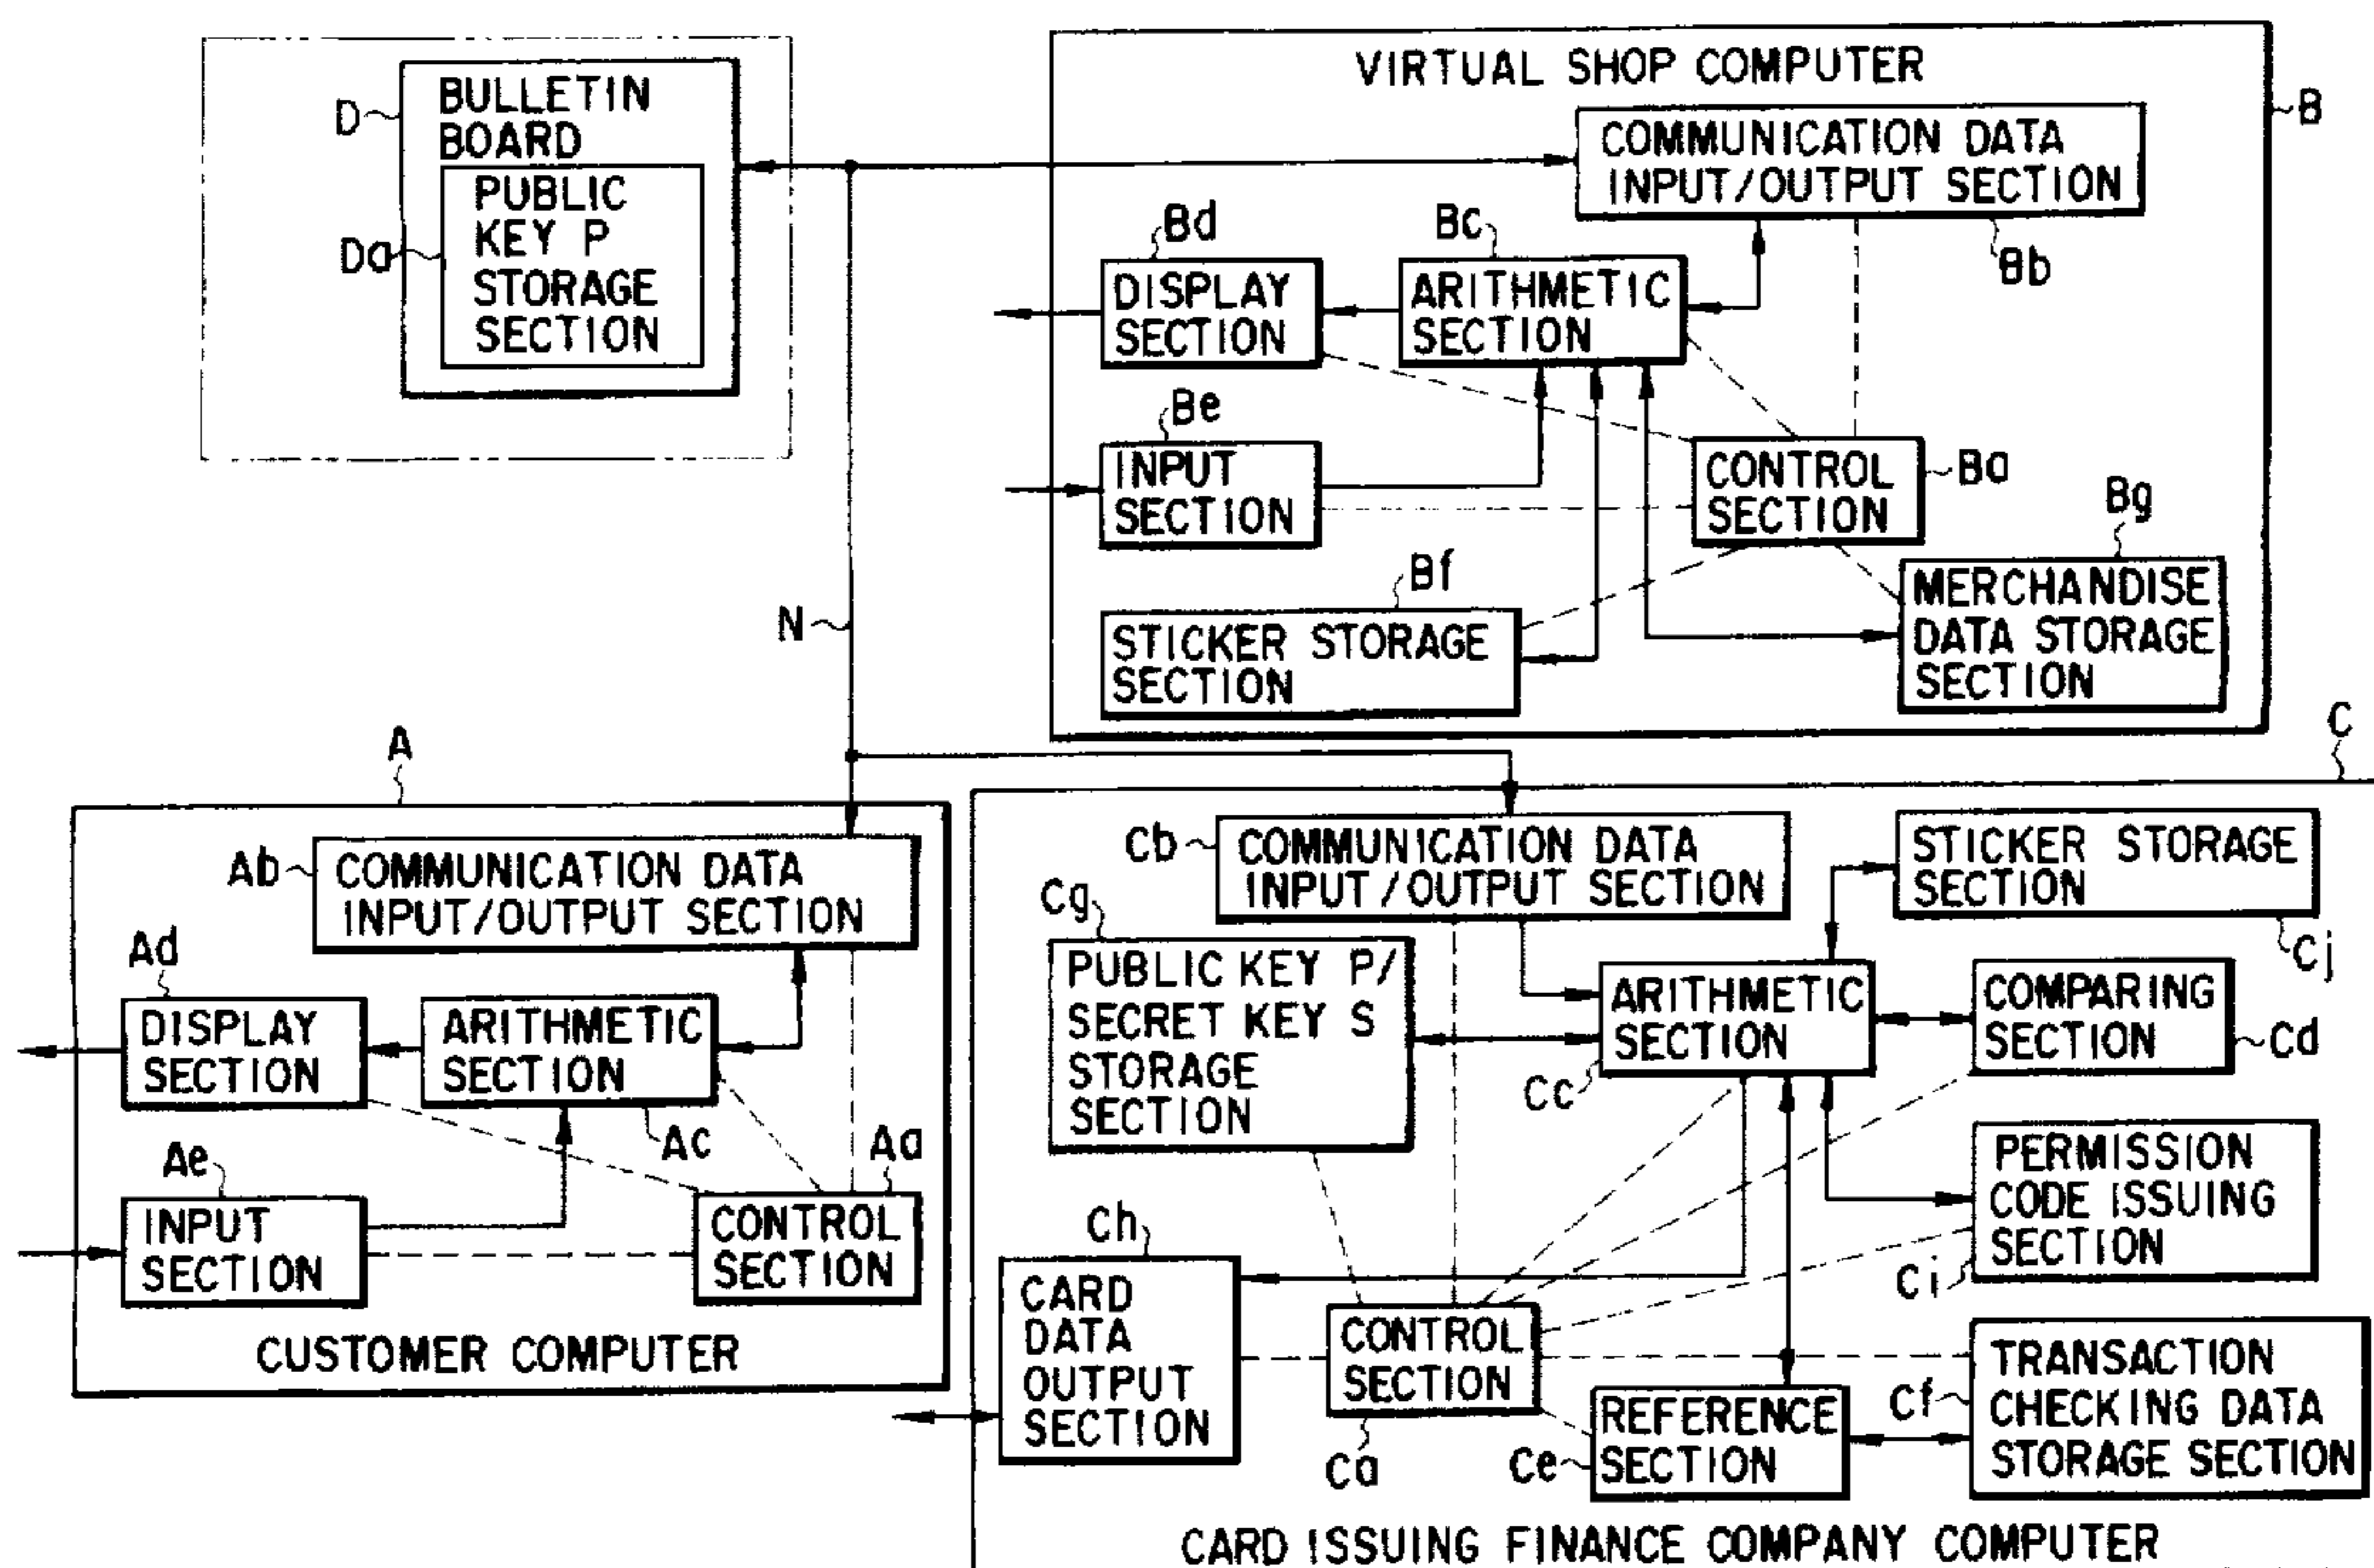 D
BULLETIN
BOARD
Da
PUBLIC
KEY P
STORAGE
SECTION
VIRTUAL SHOP COMPUTER
B
COMMUNICATION DATA
INPUT/OUTPUT SECTION
Bb
Bd
DISPLAY
SECTION
Bc
ARITHMETIC
SECTION
Be
INPUT
SECTION
CONTROL
SECTION
Ba
Bf
STICKER STORAGE
SECTION
Bg
MERCHANDISE
DATA STORAGE
SECTION
N
A
Ab
COMMUNICATION DATA
INPUT/OUTPUT SECTION
Ad
DISPLAY
SECTION
ARITHMETIC
SECTION
Ac
Ae
INPUT
SECTION
Aa
CONTROL
SECTION
CUSTOMER COMPUTER
C
Cb
COMMUNICATION DATA
INPUT/OUTPUT SECTION
STICKER STORAGE
SECTION
Cj
Cg
PUBLIC KEY P/
SECRET KEY S
STORAGE
SECTION
ARITHMETIC
SECTION
Cc
COMPARING
SECTION
Cd
PERMISSION
CODE ISSUING
SECTION
Ci
Ch
CARD
DATA
OUTPUT
SECTION
CONTROL
SECTION
Ca
REFERENCE
SECTION
Ce
Cf
TRANSACTION
CHECKING DATA
STORAGE SECTION
CARD ISSUING FINANCE COMPANY COMPUTER